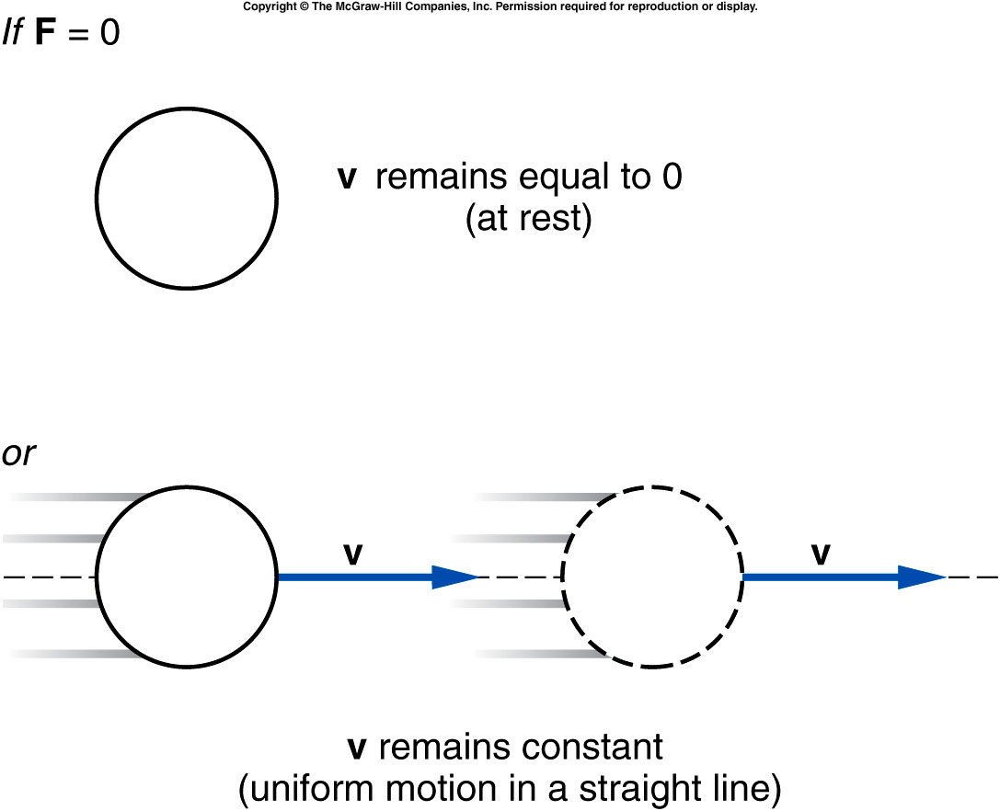 Copyright © The McGraw-Hill Companies, Inc. Permission required for reproduction or display.
If F = 0
v remains equal to 0
(at rest)
or
v
v
v remains constant
(uniform motion in a straight line)